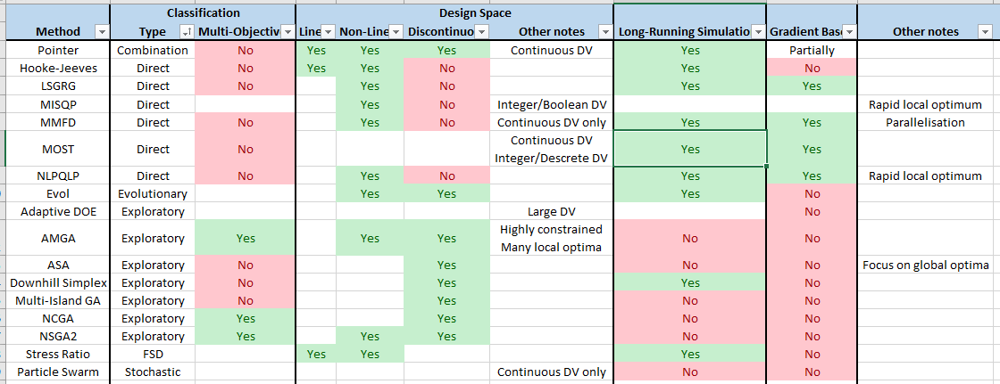 Classification Design Space
Method Type Multi-Objectiv Line Non-Line Discontinuo Other notes Long-Running Simulatio Gradient Bas Other notes
Pointer Combination No Yes Yes Yes Continuous DV Yes Partially
Hooke-Jeeves Direct No Yes Yes No Yes No
LSGRG Direct No Yes No Yes Yes
MISQP Direct Yes No Integer/Boolean DV Rapid local optimum
MMFD Direct No Yes No Continuous DV only Yes Yes Parallelisation
MOST Direct No Continuous DV Yes Yes
Integer/Descrete DV
NLPQLP Direct No Yes No Yes Yes Rapid local optimum
Evol Evolutionary Yes Yes Yes No
Adaptive DOE Exploratory Large DV No
AMGA Exploratory Yes Yes Yes Highly constrained No No
Many local optima
ASA Exploratory No Yes No No Focus on global optima
Downhill Simplex Exploratory No Yes Yes No
Multi-Island GA Exploratory No Yes No No
NCGA Exploratory Yes Yes No No
NSGA2 Exploratory Yes Yes Yes No No
Stress Ratio FSD Yes Yes Yes No
Particle Swarm Stochastic Continuous DV only No No